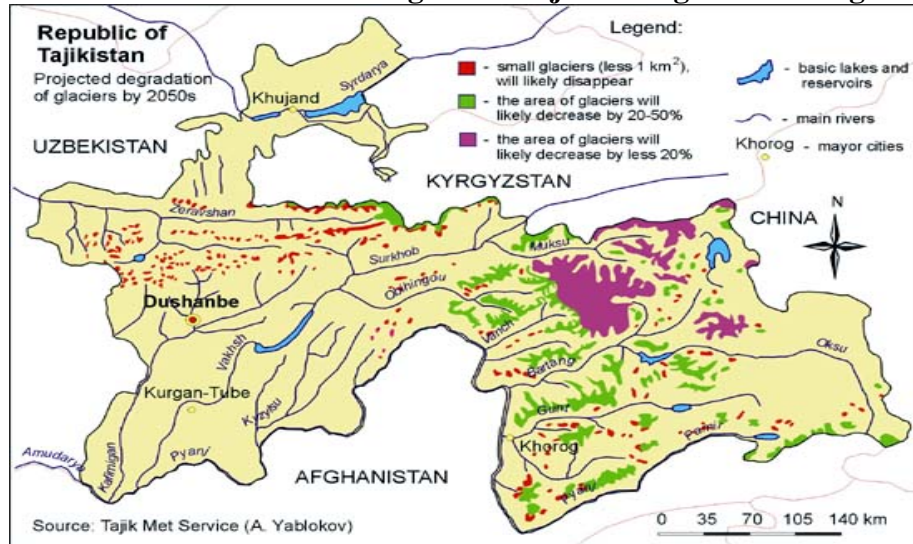 Republic of
Tajikistan
Projected degradation
of glaciers by 2050s
Legend:
- small glaciers (less 1 km²),
will likely disappear
- the area of glaciers will
likely decrease by 20-50%
- the area of glaciers will
likely decrease by less 20%
- basic lakes and
reservoirs
- main rivers
Khorog
- mayor cities
Syrdarya
Khujand
UZBEKISTAN
KYRGYZSTAN
CHINA
N
Zeravshan
Surkhob
Muksu
Obihingou
Dushanbe
Vanch
Vakhsh
Bartang
Oksu
Kurgan-Tube
Kyzylsu
Gunt
Khorog
Pamir
Amudarya
Kafirnigan
Pyanj
AFGHANISTAN
Pyanj
Source: Tajik Met Service (A. Yablokov)
0 35 70 105 140 km